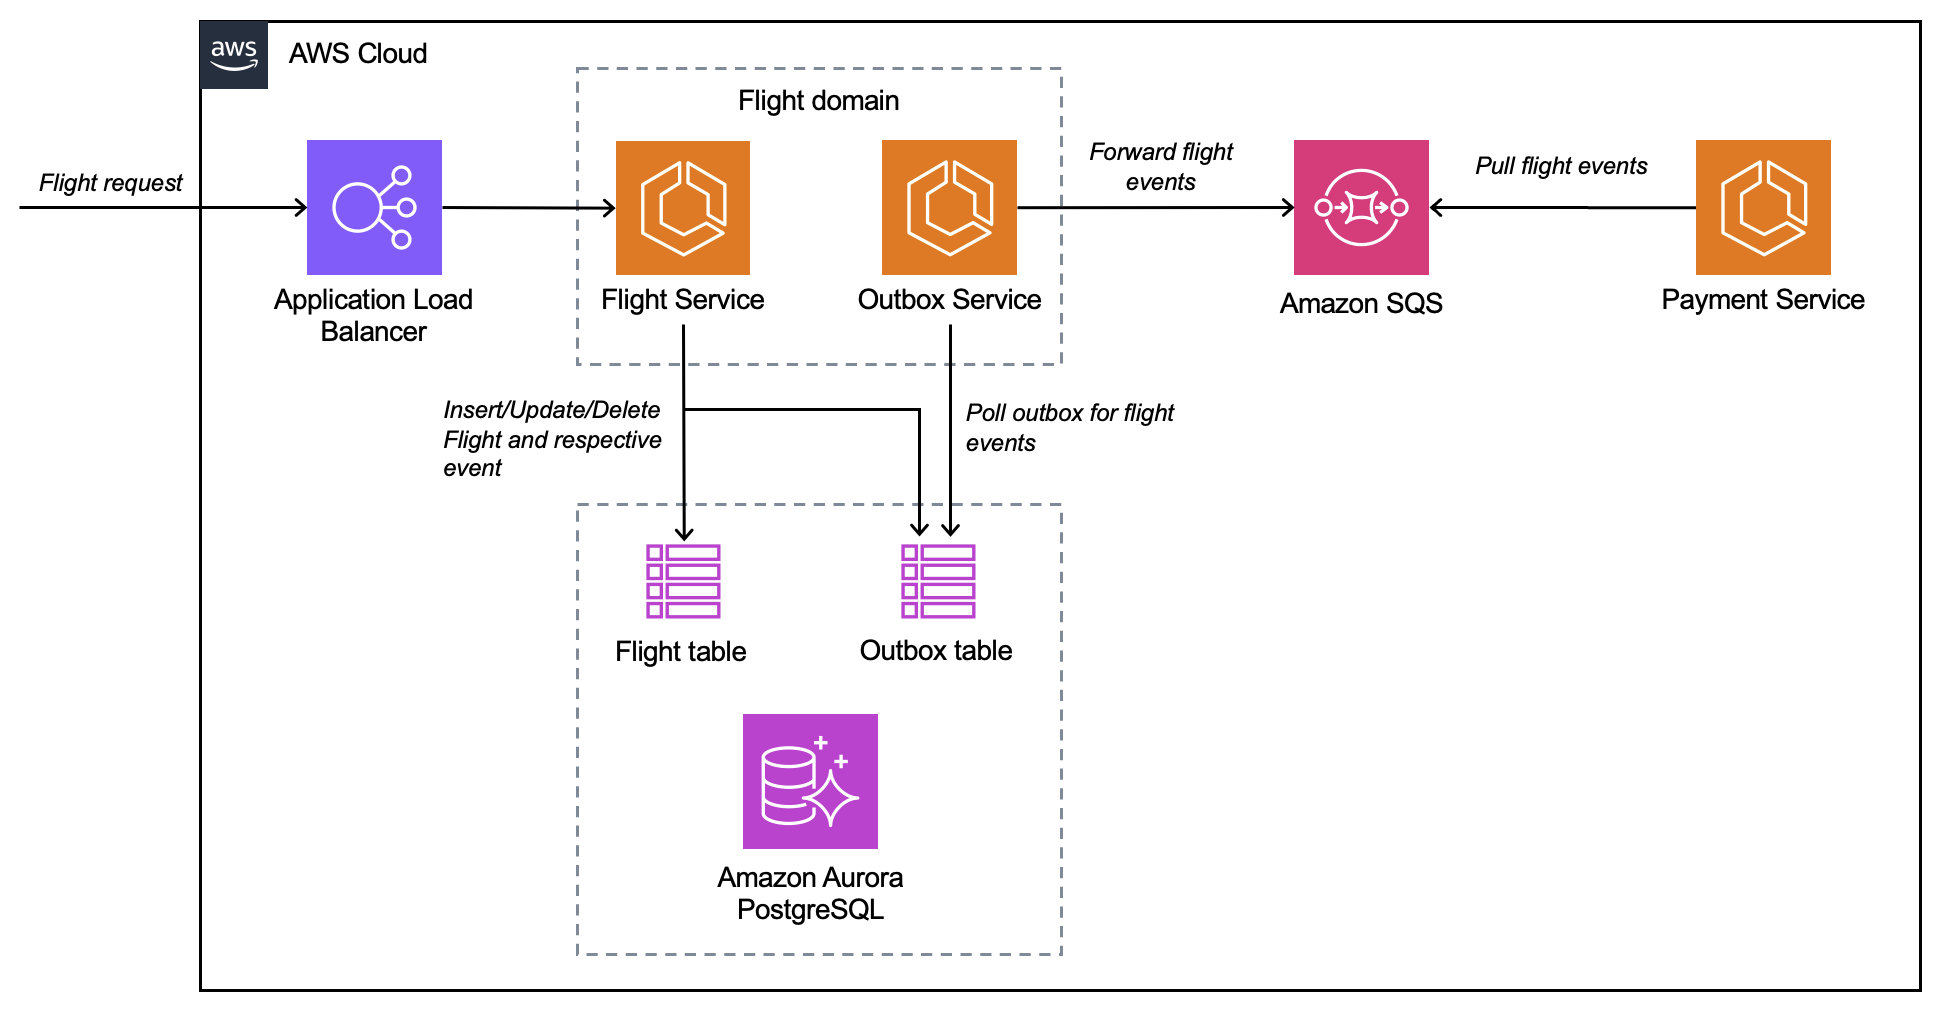 aws
AWS Cloud
Flight domain
Flight request
Forward flight
events
Pull flight events
Application Load
Balancer
Flight Service
Outbox Service
Amazon SQS
Payment Service
Insert/Update/Delete
Flight and respective
event
Poll outbox for flight
events
Flight table
Outbox table
Amazon Aurora
PostgreSQL